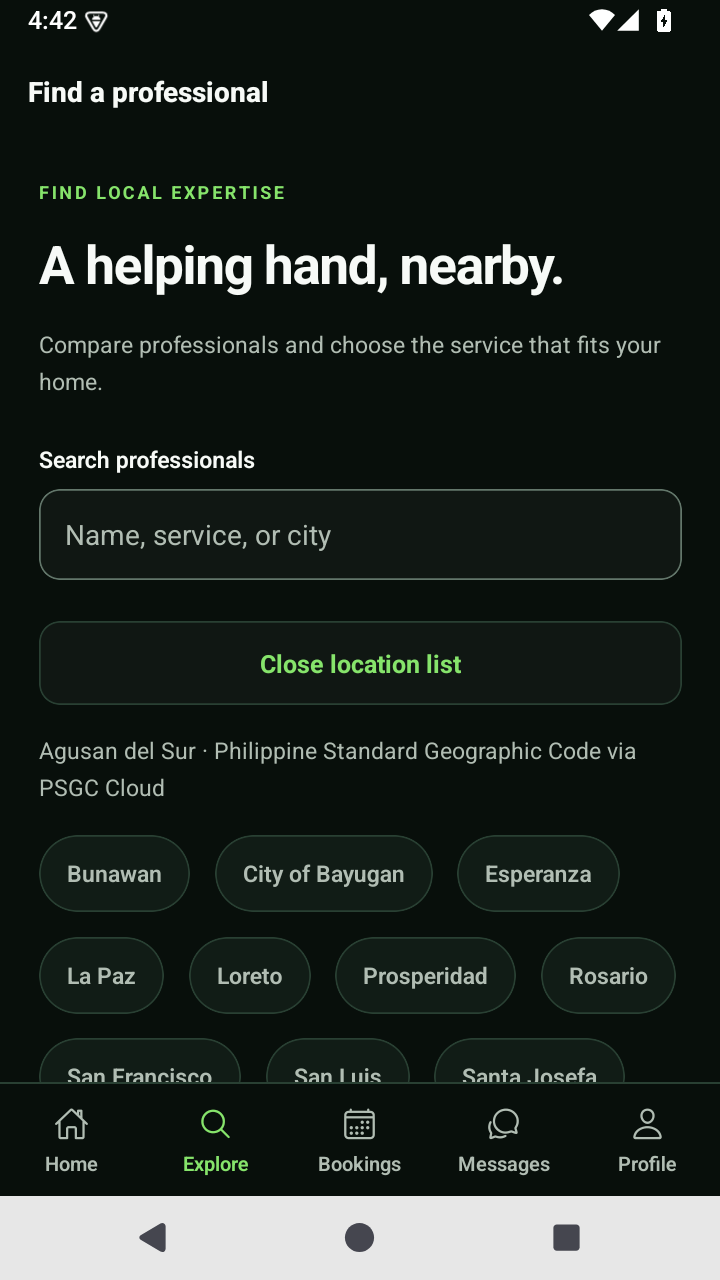 4:42
Find a professional
FIND LOCAL EXPERTISE
A helping hand, nearby.
Compare professionals and choose the service that fits your
home.
Search professionals
Name, service, or city
Close location list
Agusan del Sur · Philippine Standard Geographic Code via
PSGC Cloud
Bunawan City of Bayugan Esperanza
La Paz Loreto Prosperidad Rosario
San Francisco San Luis Santa Josefa
Home Explore Bookings Messages Profile